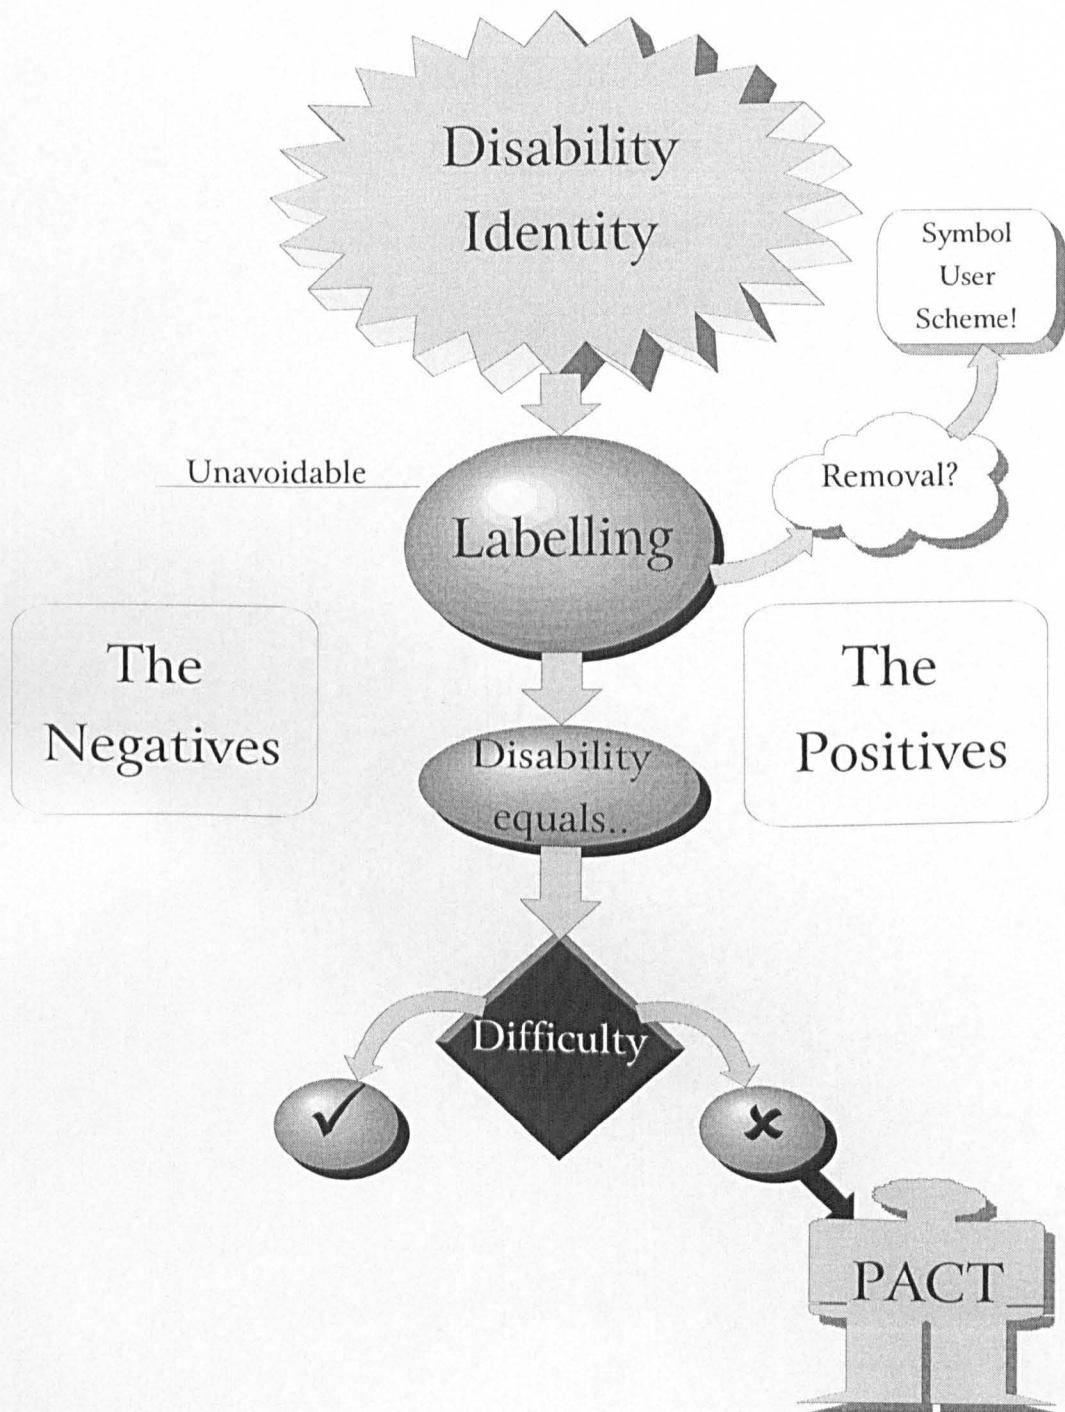 Disability
Identity
Symbol
User
Scheme!
Unavoidable
Removal?
Labelling
The
Negatives
The
Positives
Disability
equals..
Difficulty
PACT